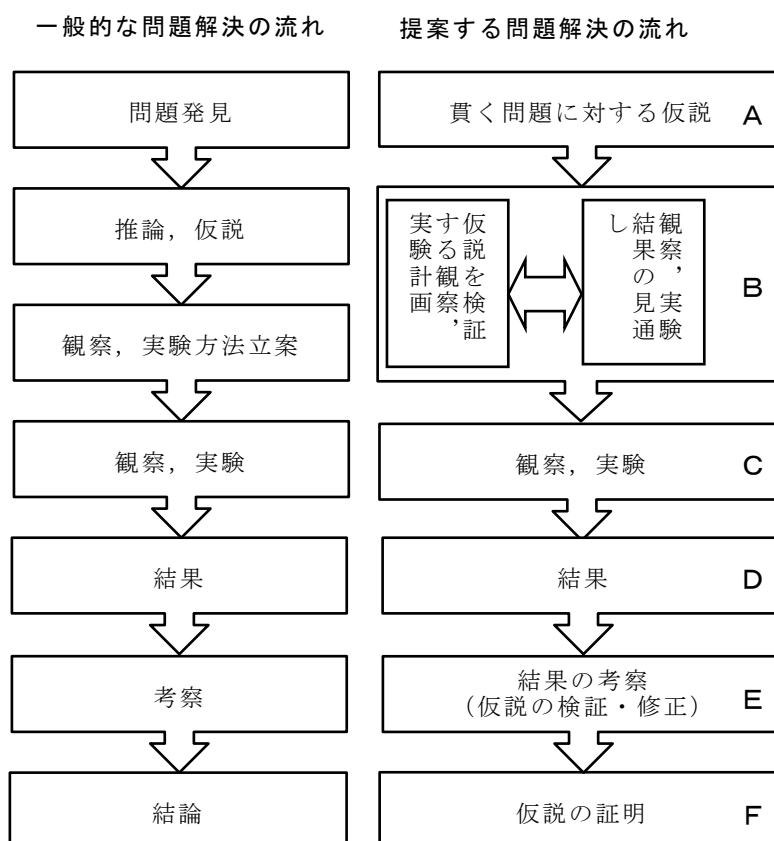 一般的な問題解決の流れ
問題発見
推論，仮説
観察，実験方法立案
観察，実験
結果
考察
結論
提案する問題解決の流れ
貫く問題に対する仮説 A
仮説を検証
する観察，
実験計画
観察，実験
結果の見通
し
B
観察，実験 C
結果 D
結果の考察
（仮説の検証・修正） E
仮説の証明 F